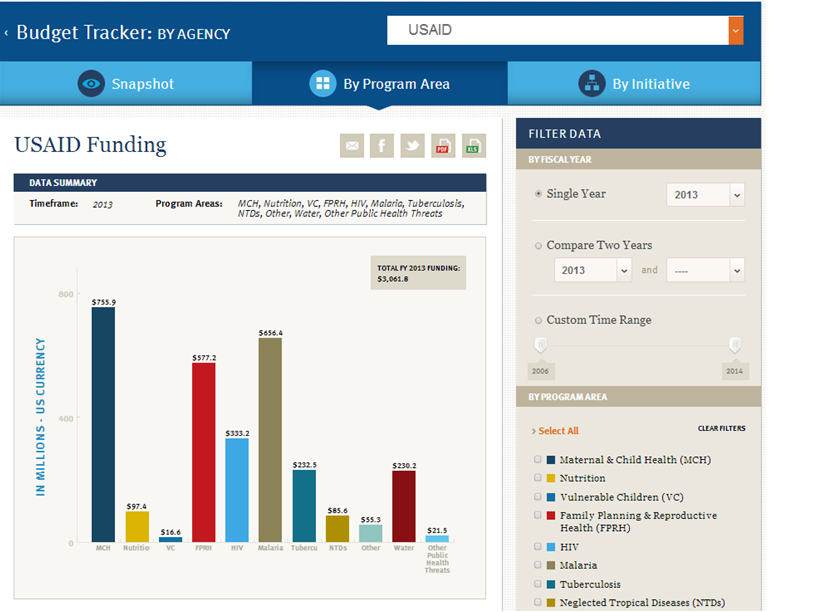 ‹ Budget Tracker: BY AGENCY
USAID
Snapshot
By Program Area
By Initiative
USAID Funding
PDF
XLS
DATA SUMMARY
Timeframe: 2013 Program Areas: MCH, Nutrition, VC, FPRH, HIV, Malaria, Tuberculosis,
NTDs, Other, Water, Other Public Health Threats
TOTAL FY 2013 FUNDING:
$3,061.8
IN MILLIONS - US CURRENCY
800
400
0
$755.9
$97.4
$16.6
$577.2
$333.2
$656.4
$232.5
$85.6
$55.3
$230.2
$21.5
MCH Nutritio VC FPRH HIV Malaria Tubercu NTDs Other Water Other
Public
Health
Threats
FILTER DATA
BY FISCAL YEAR
Single Year 2013
Compare Two Years
2013 and ----
Custom Time Range
2006 2014
BY PROGRAM AREA
› Select All CLEAR FILTERS
Maternal & Child Health (MCH)
Nutrition
Vulnerable Children (VC)
Family Planning & Reproductive
Health (FPRH)
HIV
Malaria
Tuberculosis
Neglected Tropical Diseases (NTDs)